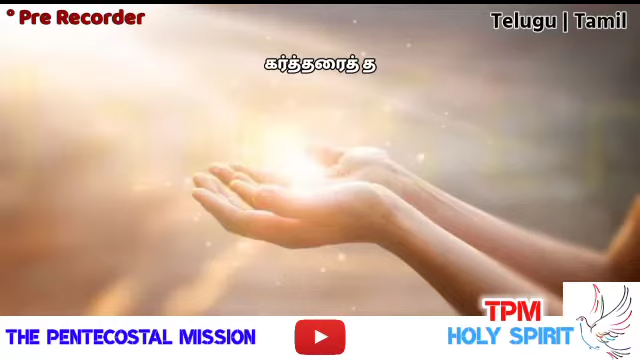 ° Pre Recorder
Telugu | Tamil
கர்த்தரைத் த
TPM
THE PENTECOSTAL MISSION
HOLY SPIRIT